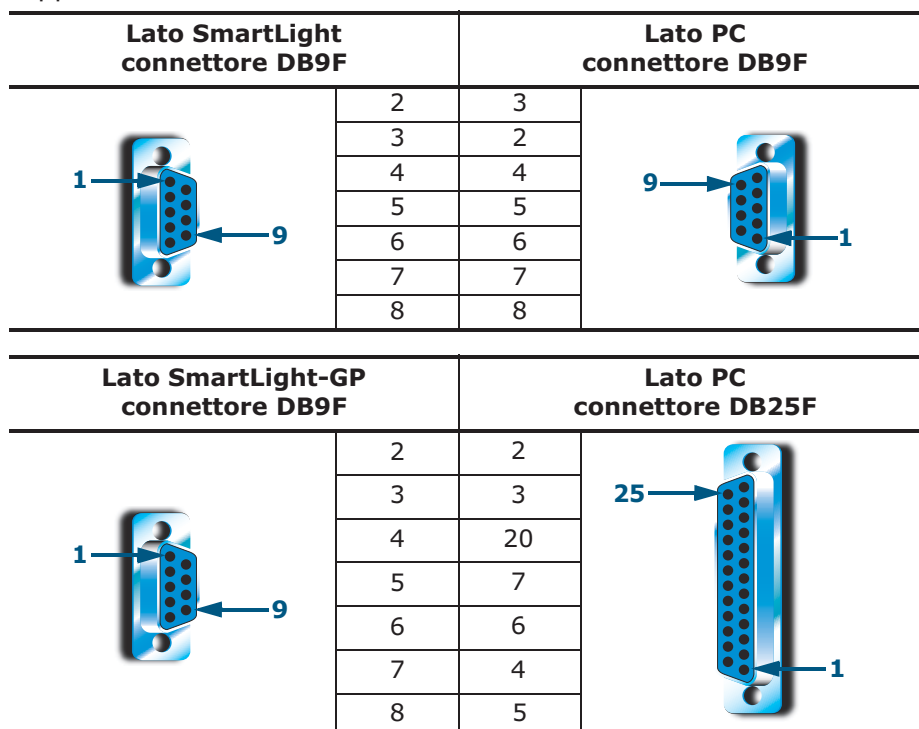 Lato SmartLight
connettore DB9F
Lato PC
connettore DB9F
2 3
3 2
4 4
5 5
6 6
7 7
8 8
1
9
9
1
Lato SmartLight-GP
connettore DB9F
Lato PC
connettore DB25F
2 2
3 3
4 20
5 7
6 6
7 4
8 5
1
9
25
1